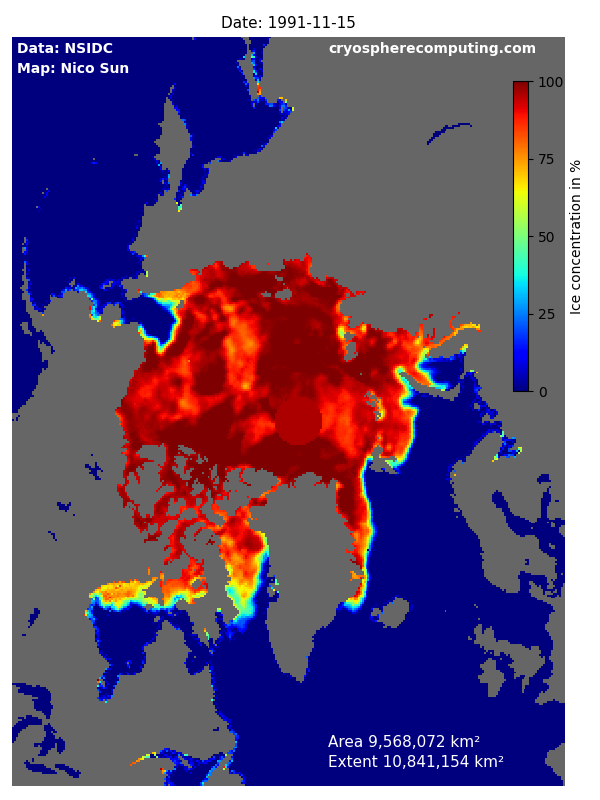 Date: 1991-11-15
Data: NSIDC
Map: Nico Sun
cryospherecomputing.com
100
75
50
25
0
Ice concentration in %
Area 9,568,072 km²
Extent 10,841,154 km²